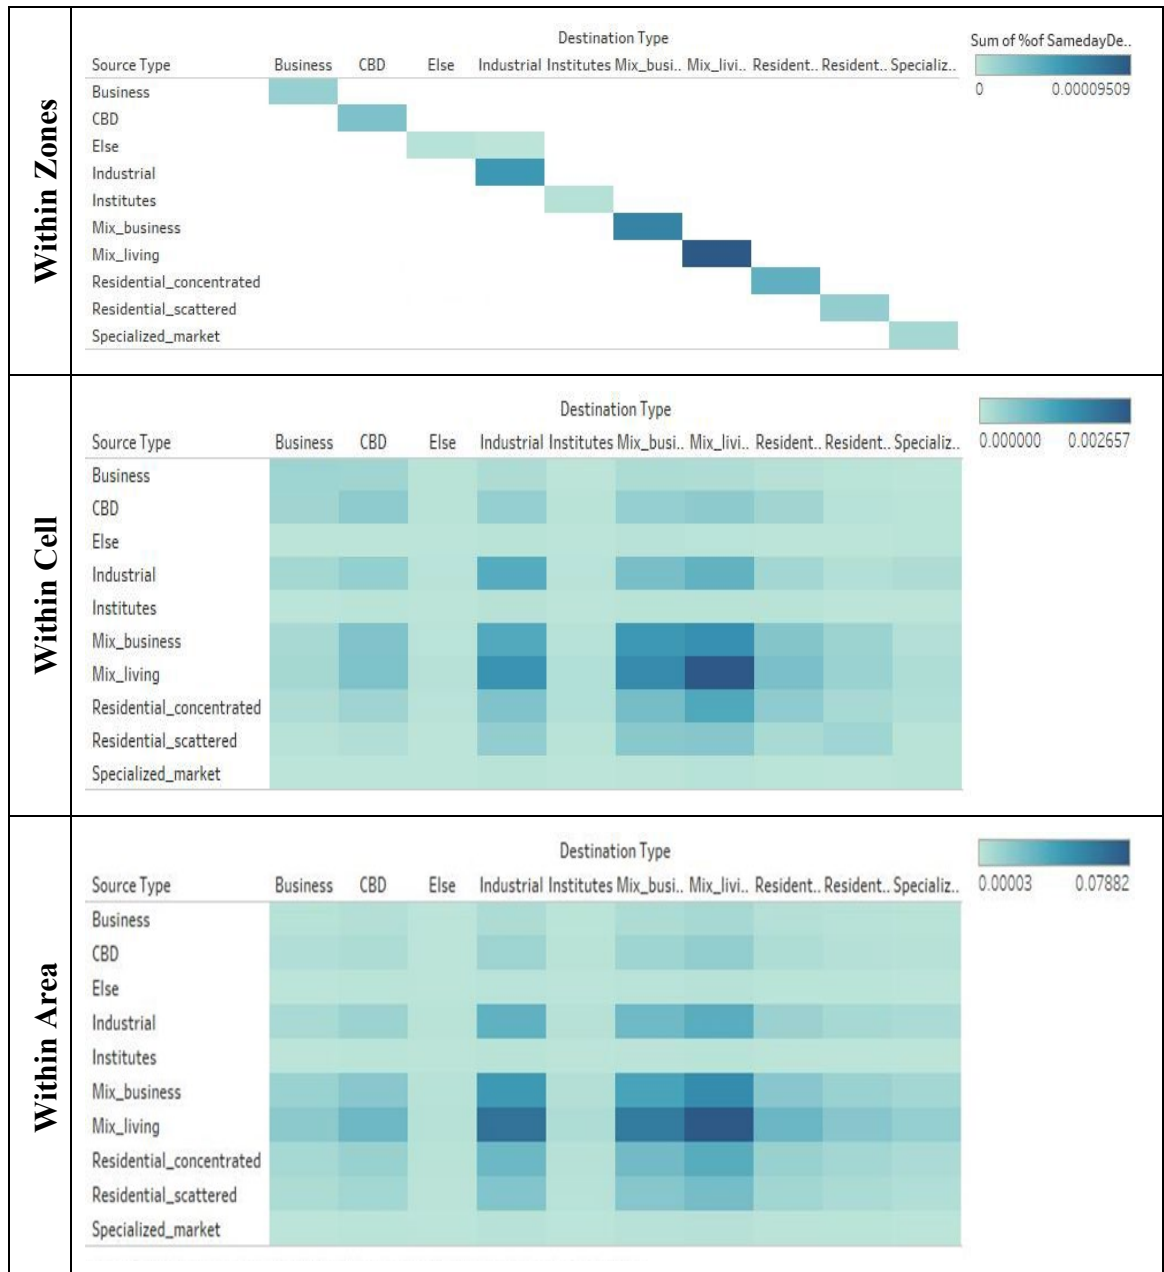 Within Zones
Destination Type
Sum of %of SamedayDe..
Source Type Business CBD Else Industrial Institutes Mix_busi.. Mix_livi.. Resident.. Resident.. Specializ..
0 0.00009509
Business
CBD
Else
Industrial
Institutes
Mix_business
Mix_living
Residential_concentrated
Residential_scattered
Specialized_market
Within Cell
Destination Type
Source Type Business CBD Else Industrial Institutes Mix_busi.. Mix_livi.. Resident.. Resident.. Specializ..
0.000000 0.002657
Business
CBD
Else
Industrial
Institutes
Mix_business
Mix_living
Residential_concentrated
Residential_scattered
Specialized_market
Within Area
Destination Type
Source Type Business CBD Else Industrial Institutes Mix_busi.. Mix_livi.. Resident.. Resident.. Specializ..
0.00003 0.07882
Business
CBD
Else
Industrial
Institutes
Mix_business
Mix_living
Residential_concentrated
Residential_scattered
Specialized_market